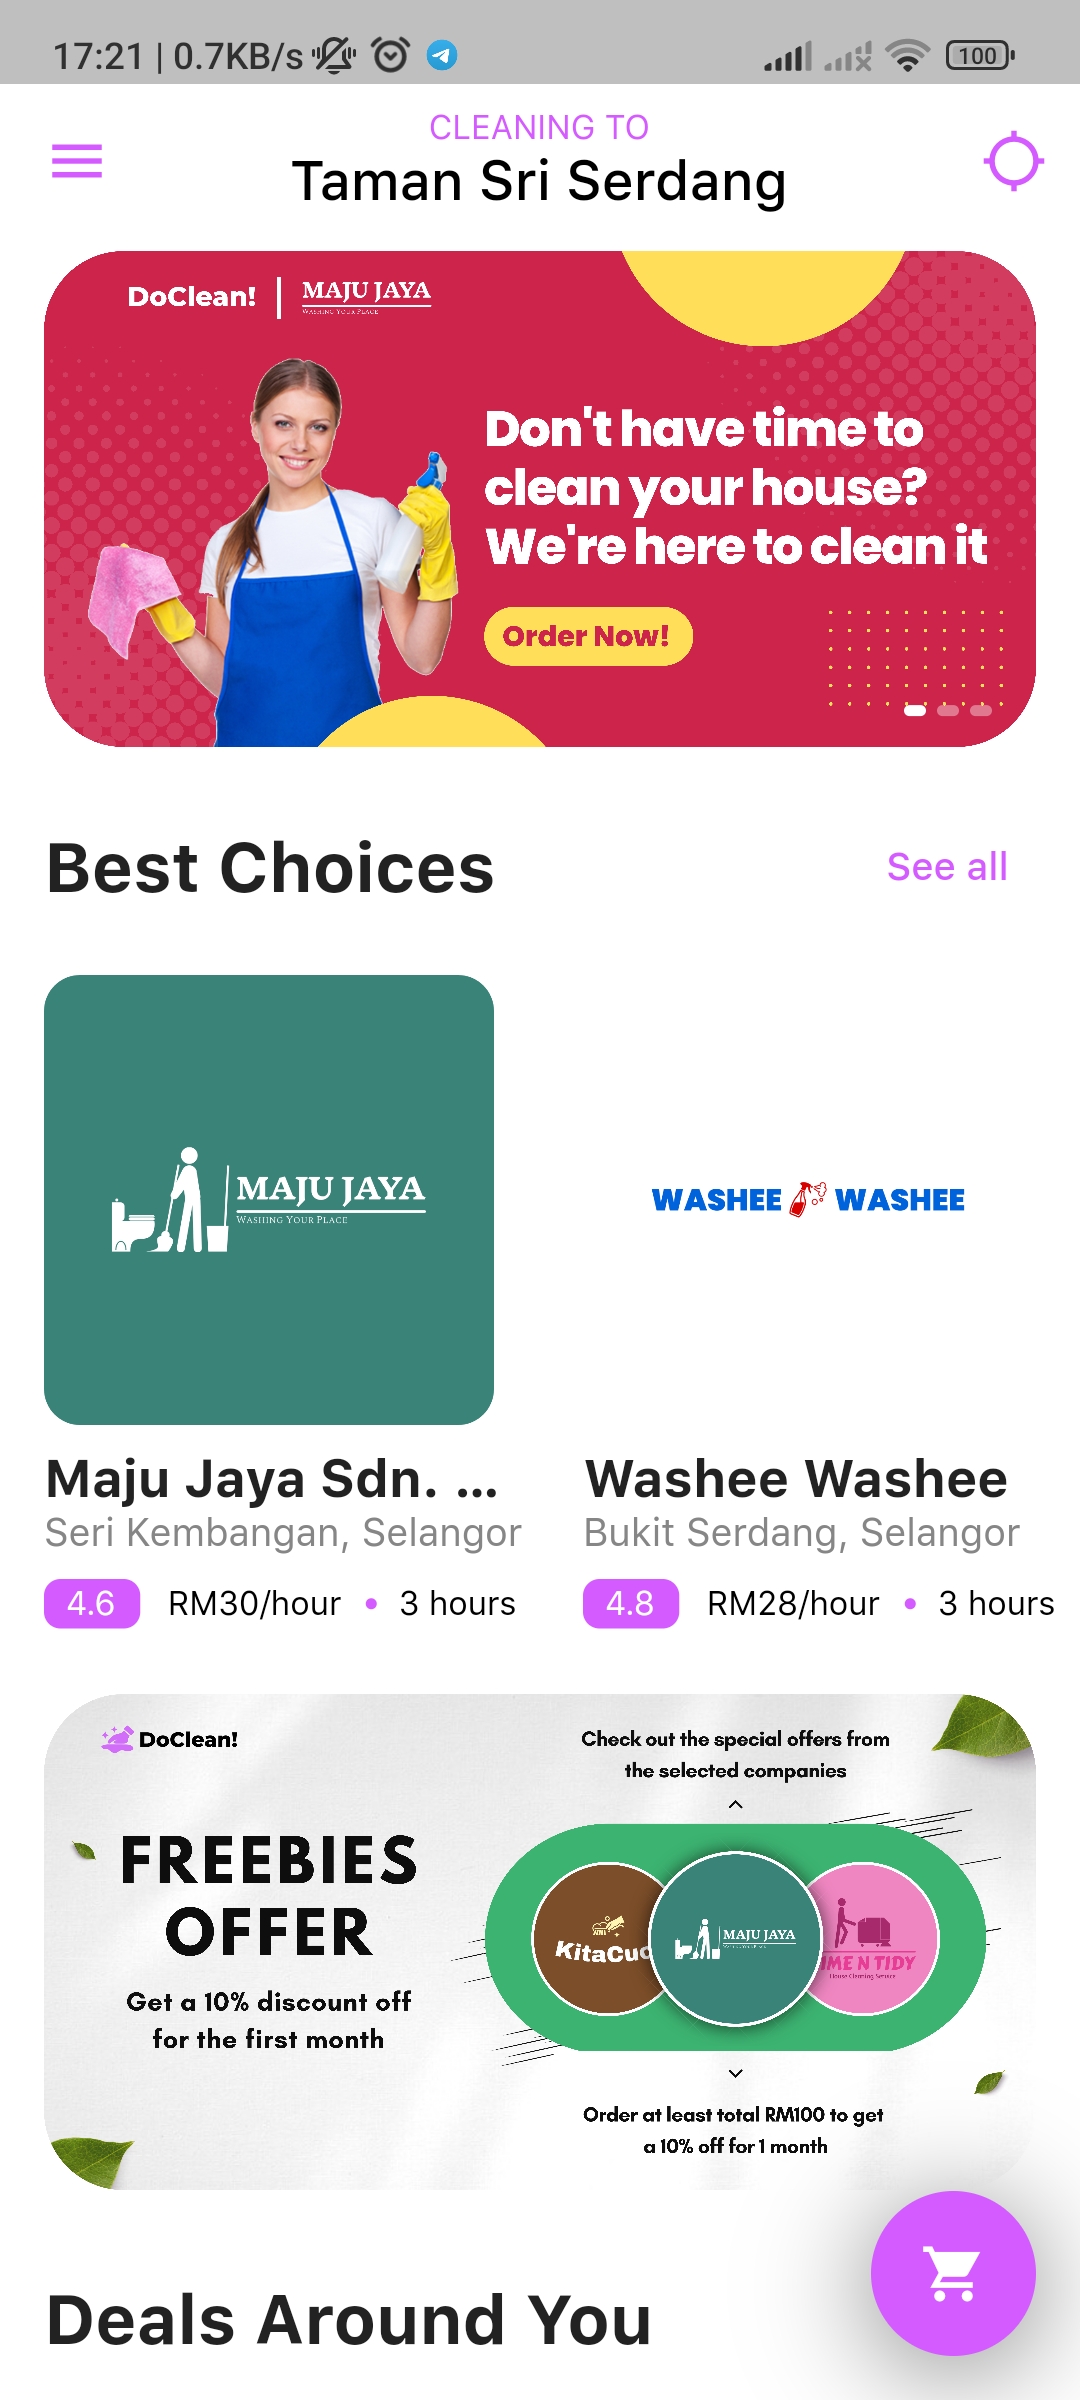 17:21 | 0.7KB/s
100
CLEANING TO
Taman Sri Serdang
DoClean!
MAJU JAYA
WASHING YOUR PLACE
Don't have time to
clean your house?
We're here to clean it
Order Now!
Best Choices
See all
MAJU JAYA
WASHING YOUR PLACE
WASHEE WASHEE
Maju Jaya Sdn. ...
Seri Kembangan, Selangor
4.6 RM30/hour • 3 hours
Washee Washee
Bukit Serdang, Selangor
4.8 RM28/hour • 3 hours
DoClean!
FREEBIES
OFFER
Get a 10% discount off
for the first month
Check out the special offers from
the selected companies
KitaCuc
MAJU JAYA
IME N TIDY
House Cleaning Service
Order at least total RM100 to get
a 10% off for 1 month
Deals Around You